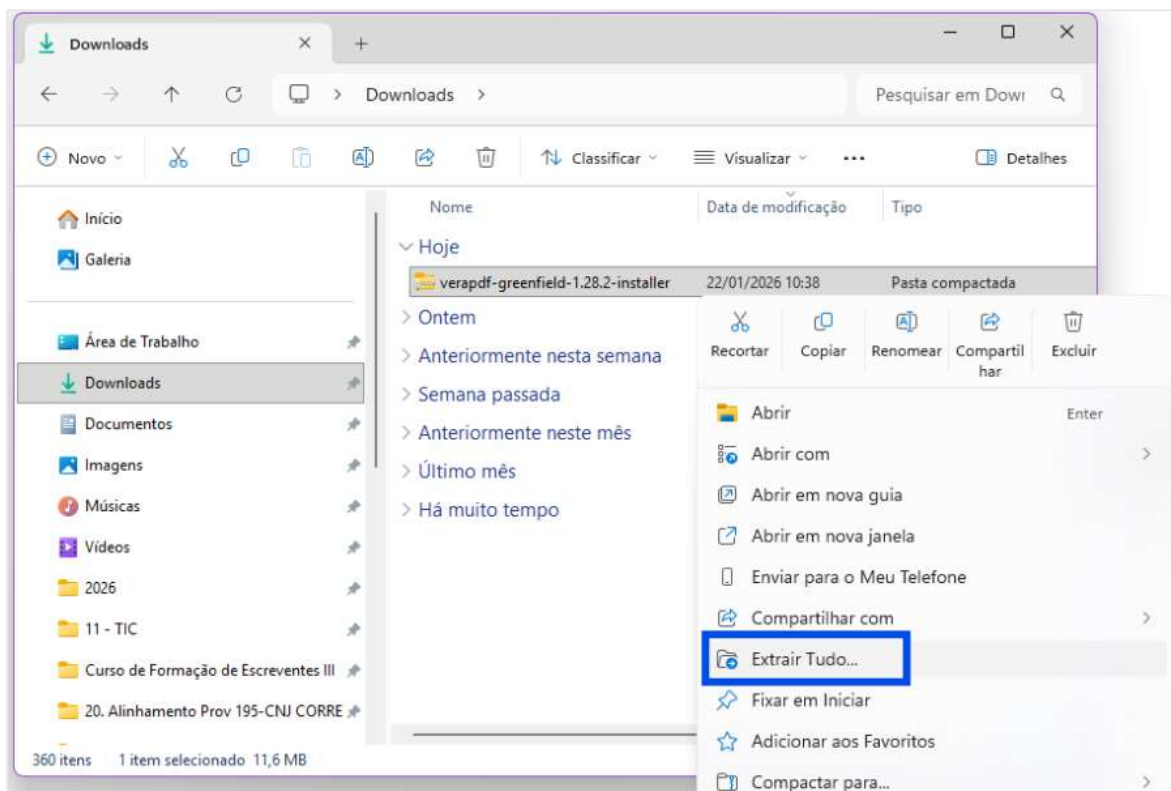 Downloads
Downloads
Pesquisar em Dowr
Novo
Classificar
Visualizar
Detalhes
Início
Galeria
Área de Trabalho
Downloads
Documentos
Imagens
Músicas
Vídeos
2026
11 - TIC
Curso de Formação de Escreventes III
20. Alinhamento Prov 195-CNJ CORRE
Nome Data de modificação Tipo
Hoje
verapdf-greenfield-1.28.2-installer 22/01/2026 10:38 Pasta compactada
Ontem
Anteriormente nesta semana
Semana passada
Anteriormente neste mês
Último mês
Há muito tempo
Recortar Copiar Renomear Compartil
har Excluir
Abrir Enter
Abrir com
Abrir em nova guia
Abrir em nova janela
Enviar para o Meu Telefone
Compartilhar com
Extrair Tudo...
Fixar em Iniciar
Adicionar aos Favoritos
Compactar para...
360 itens 1 item selecionado 11,6 MB